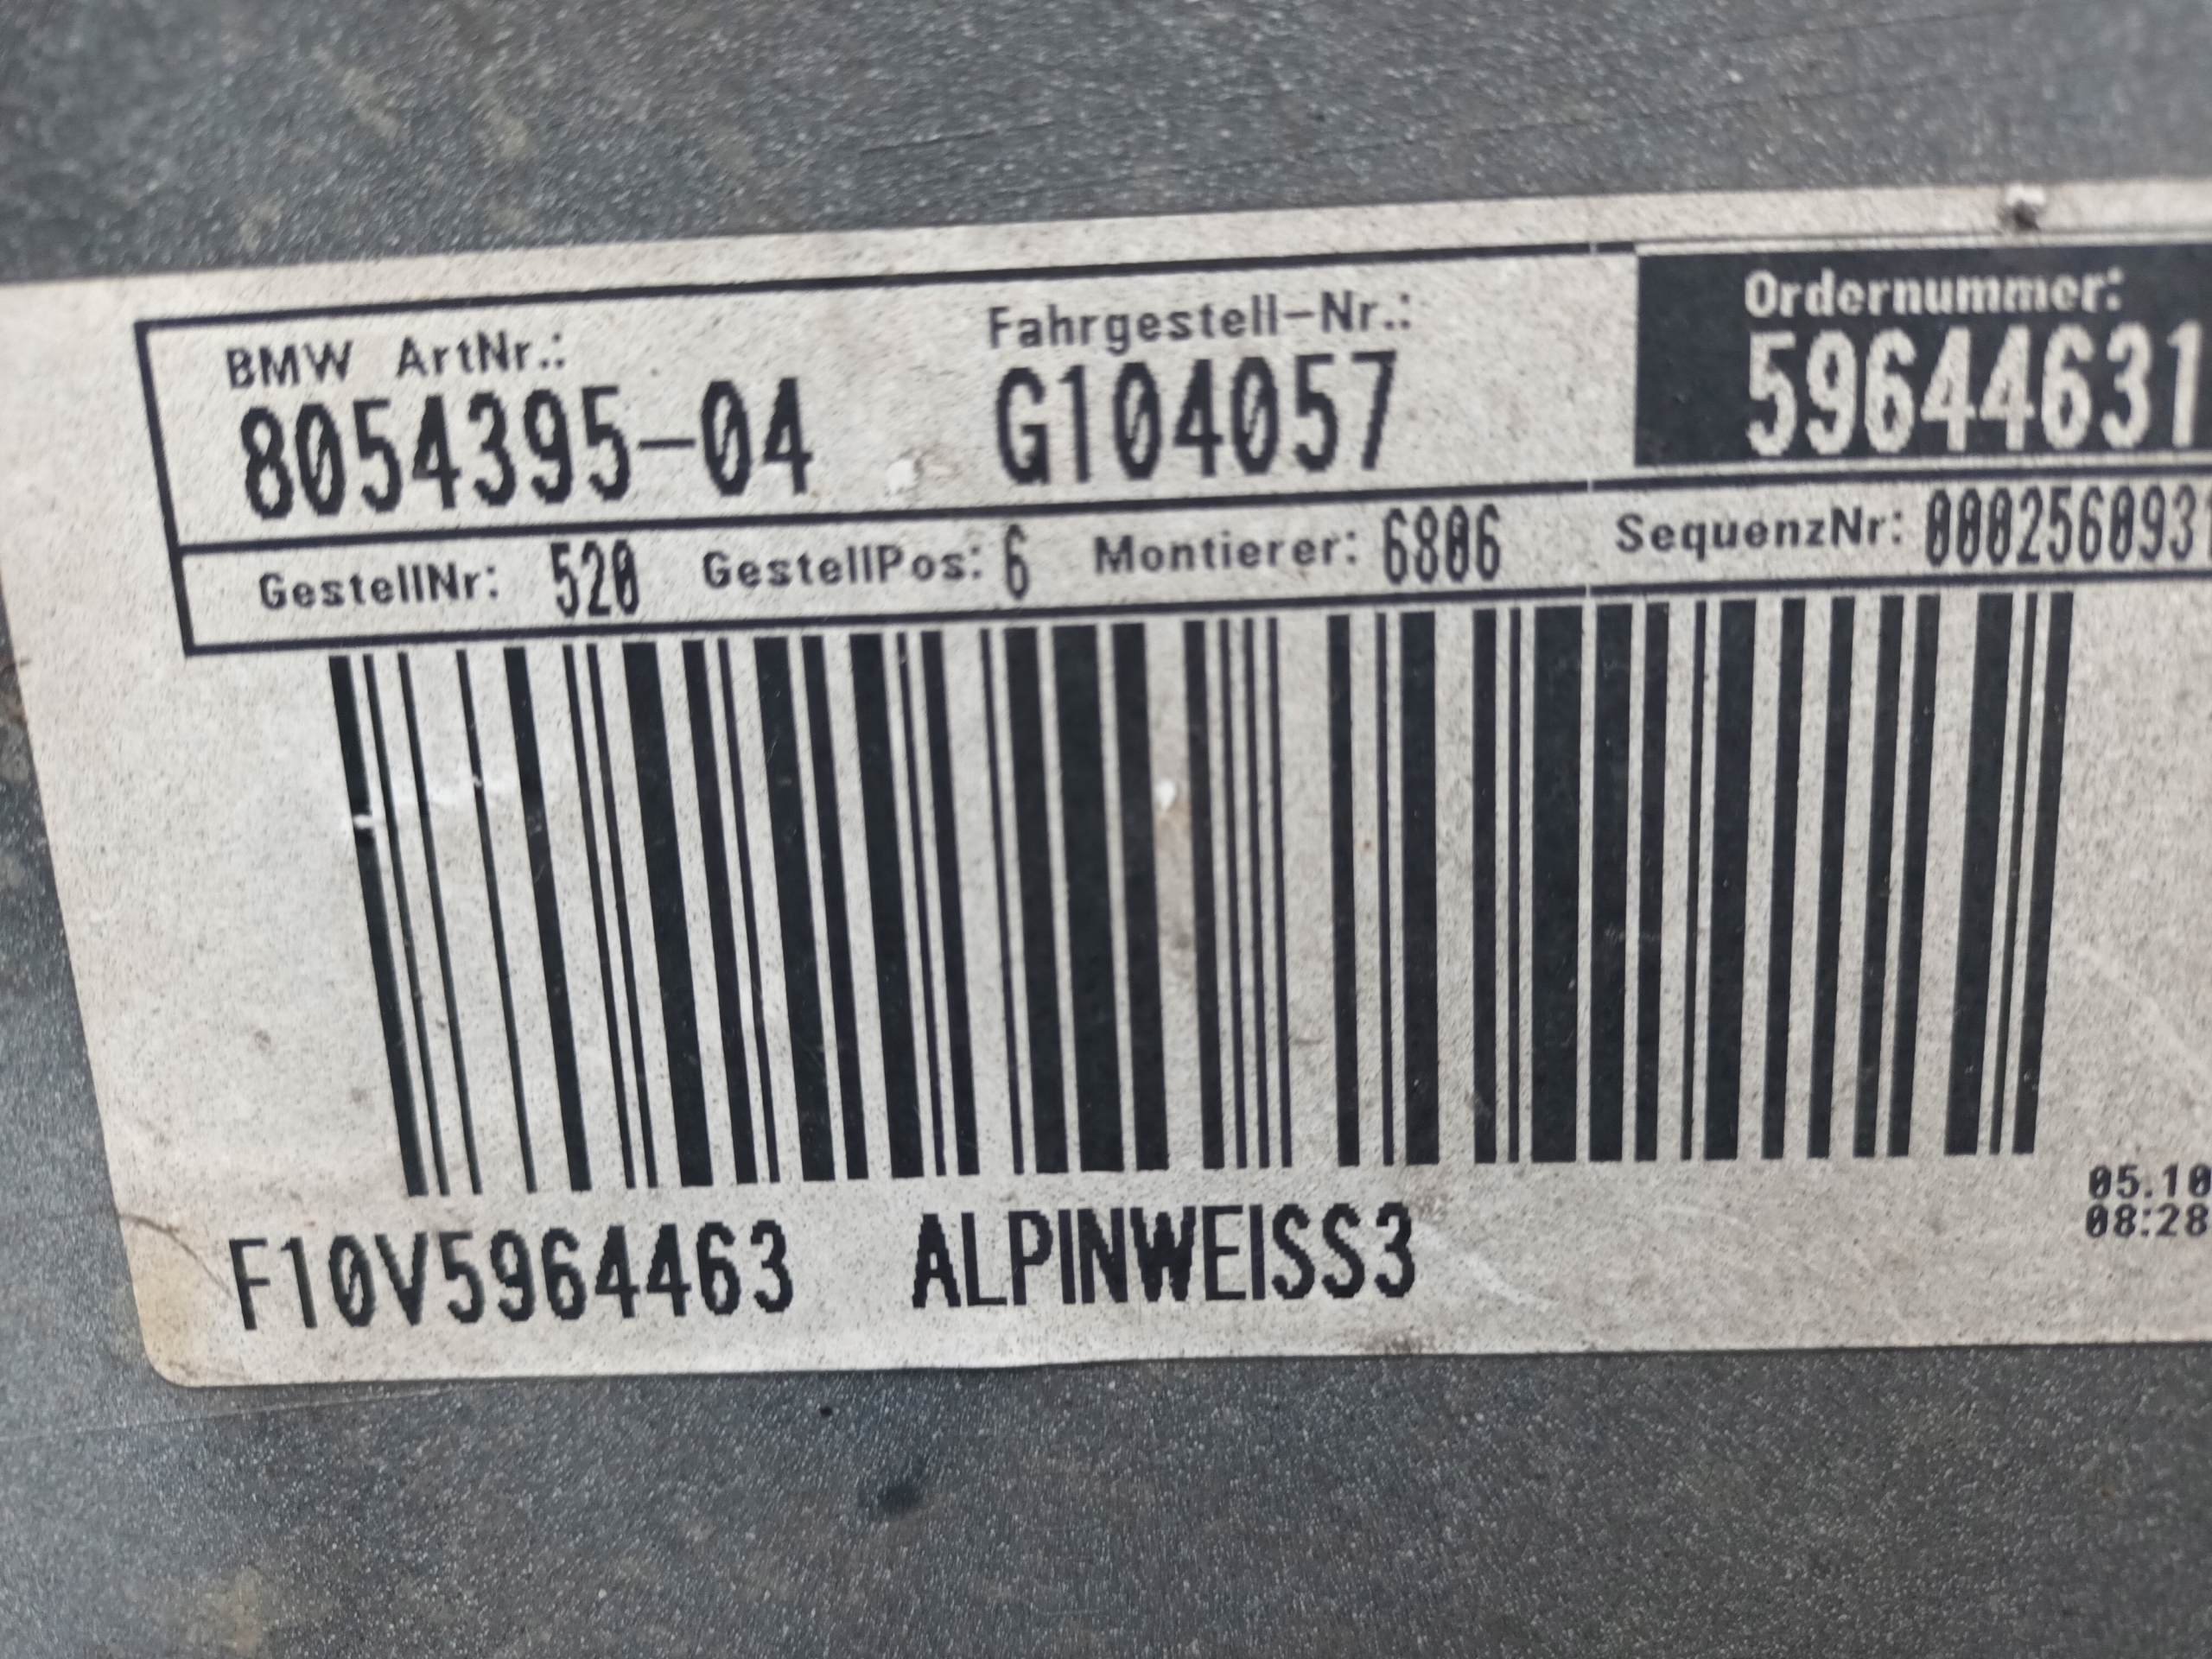 BMW ArtNr.: Fahrgestell-Nr.: Ordernummer:
8054395-04 G104057 59644631
GestellNr: 520 GestellPos: 6 Montierer: 6806 SequenzNr: 000256093
F10V5964463 ALPINWEISS3
05.10
08:28